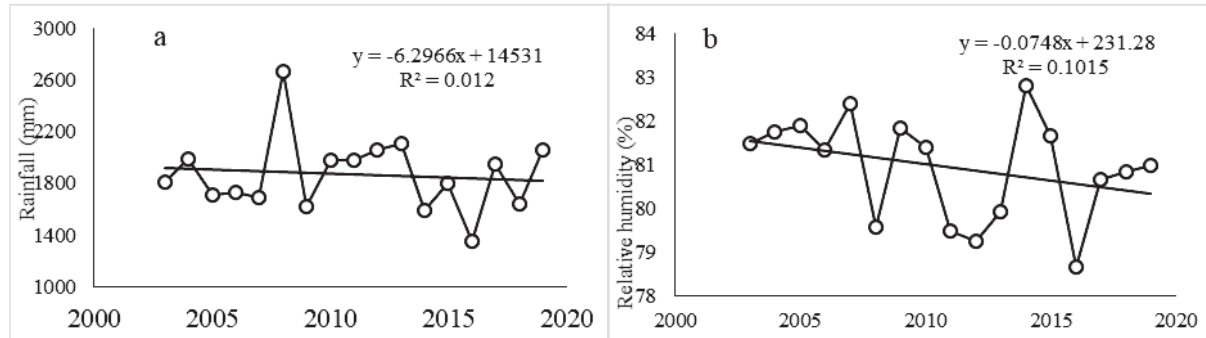 a
y = -6.2966x + 14531
R² = 0.012
Rainfall (mm)
3000
2600
2200
1800
1400
1000
2000 2005 2010 2015 2020
b
y = -0.0748x + 231.28
R² = 0.1015
Relative humidity (%)
84
83
82
81
80
79
78
2000 2005 2010 2015 2020